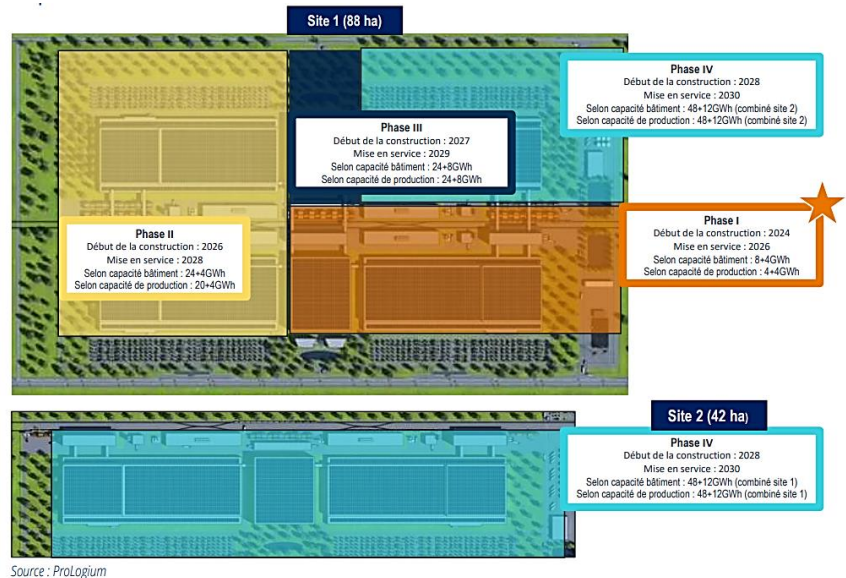 Site 1 (88 ha)
Phase IV
Début de la construction : 2028
Mise en service : 2030
Selon capacité bâtiment : 48+12GWh (combiné site 2)
Selon capacité de production : 48+12GWh (combiné site 2)
Phase III
Début de la construction : 2027
Mise en service : 2029
Selon capacité bâtiment : 24+8GWh
Selon capacité de production : 24+8GWh
Phase II
Début de la construction : 2026
Mise en service : 2028
Selon capacité bâtiment : 24+4GWh
Selon capacité de production : 20+4GWh
Phase I
Début de la construction : 2024
Mise en service : 2026
Selon capacité bâtiment : 8+4GWh
Selon capacité de production : 4+4GWh
Site 2 (42 ha)
Phase IV
Début de la construction : 2028
Mise en service : 2030
Selon capacité bâtiment : 48+12GWh (combiné site 1)
Selon capacité de production : 48+12GWh (combiné site 1)
Source : ProLogium